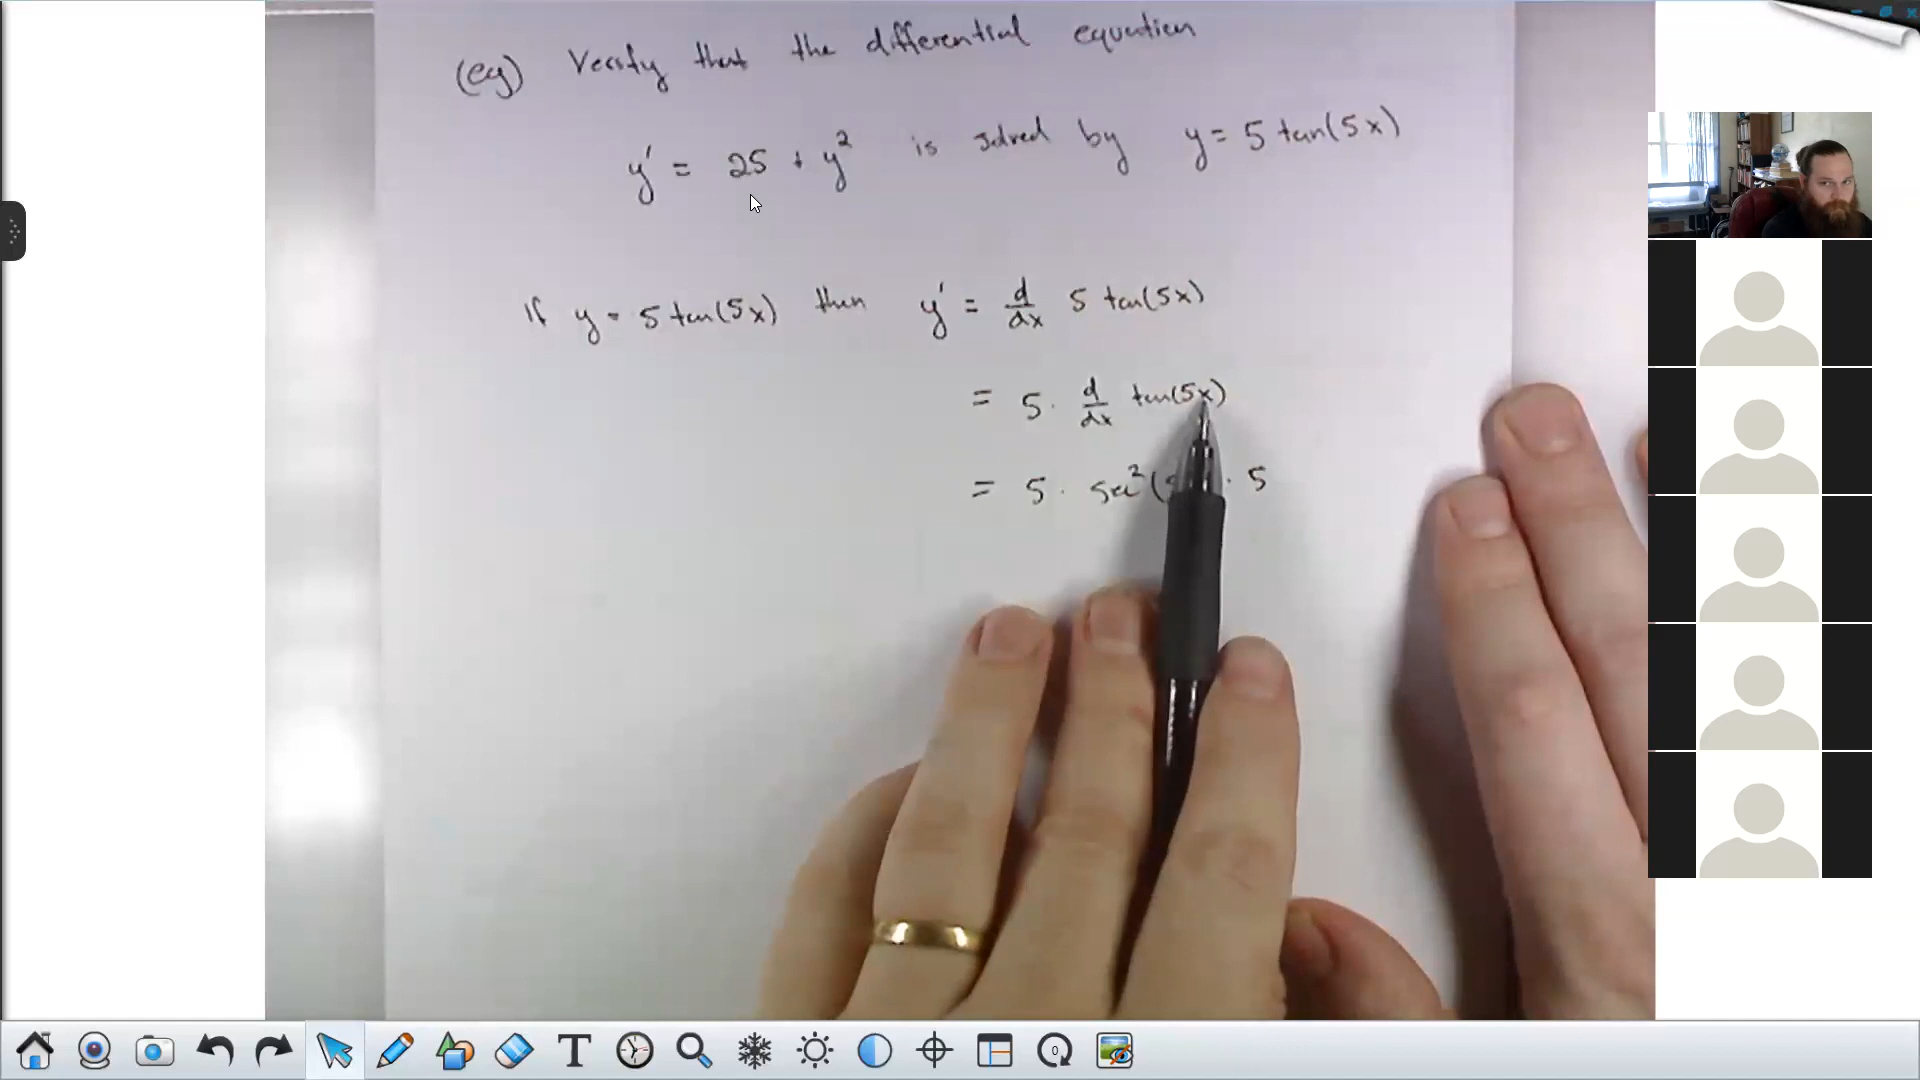 (eg) Verify that the differential equation
y' = 25 + y² is solved by y = 5 tan(5x)
If y = 5 tan(5x) then y' = d/dx 5 tan(5x)
= 5 · d/dx tan(5x)
= 5 · sec²( · 5
T
0